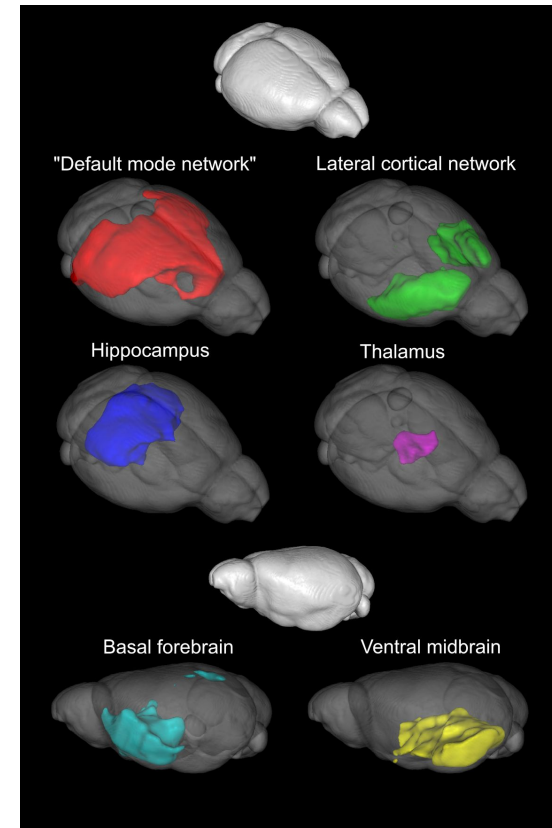 "Default mode network"
Lateral cortical network
Hippocampus
Thalamus
Basal forebrain
Ventral midbrain